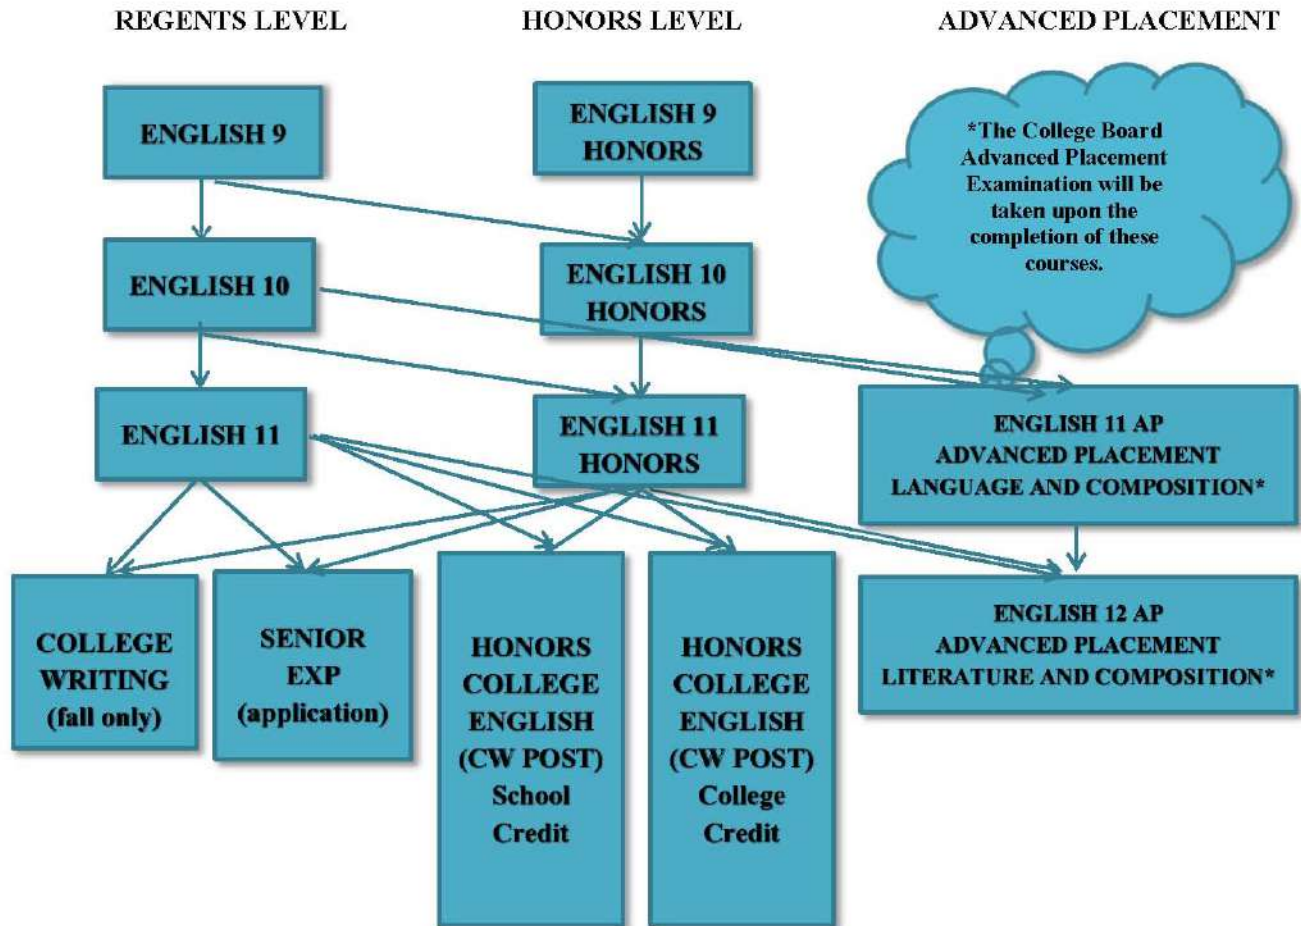 REGENTS LEVEL
HONORS LEVEL
ADVANCED PLACEMENT
ENGLISH 9
ENGLISH 9
HONORS
*The College Board
Advanced Placement
Examination will be
taken upon the
completion of these
courses.
ENGLISH 10
ENGLISH 10
HONORS
ENGLISH 11
ENGLISH 11
HONORS
ENGLISH 11 AP
ADVANCED PLACEMENT
LANGUAGE AND COMPOSITION*
COLLEGE
WRITING
(fall only)
SENIOR
EXP
(application)
HONORS
COLLEGE
ENGLISH
(CW POST)
School
Credit
HONORS
COLLEGE
ENGLISH
(CW POST)
College
Credit
ENGLISH 12 AP
ADVANCED PLACEMENT
LITERATURE AND COMPOSITION*